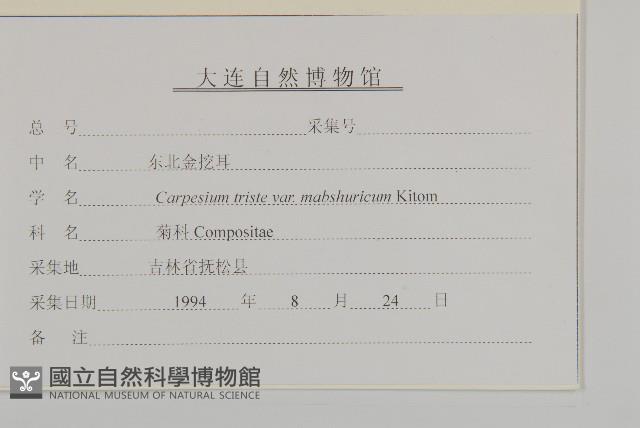 大连自然博物馆
总 号 采集号
中 名 东北金挖耳
学 名 Carpesium triste var. mabshuricum Kitom
科 名 菊科 Compositae
采集地 吉林省抚松县
采集日期 1994 年 8 月 24 日
备 注
國立自然科學博物館
NATIONAL MUSEUM OF NATURAL SCIENCE